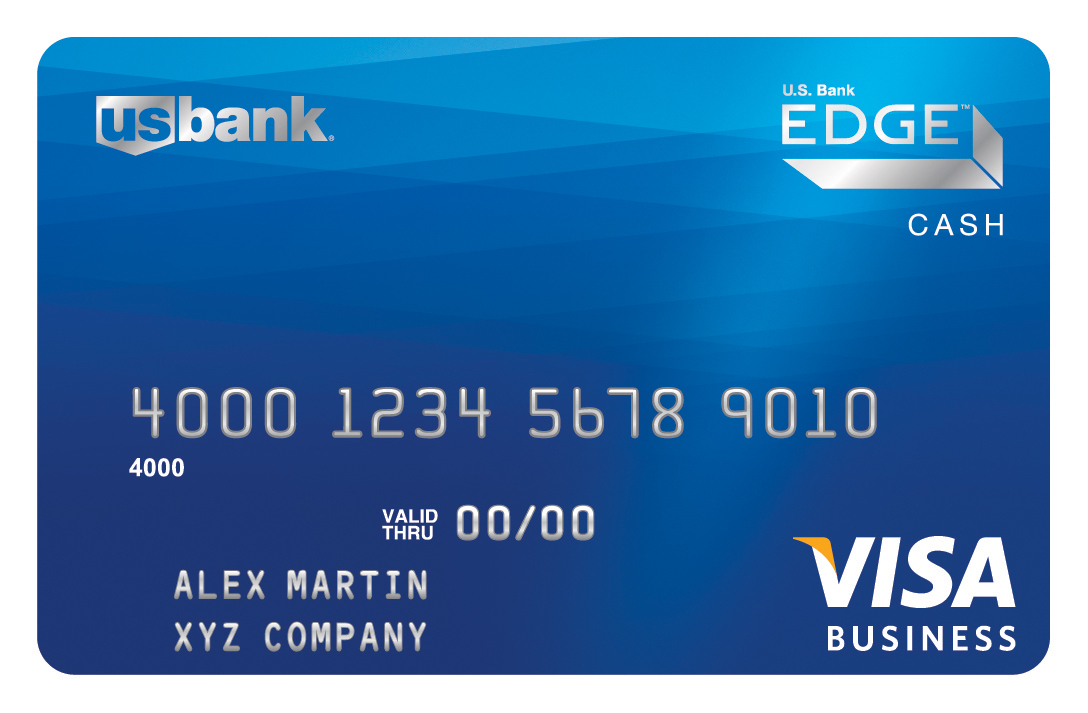 usbank®
U.S. Bank
EDGE™
CASH
4000 1234 5678 9010
4000
VALID
THRU 00/00
ALEX MARTIN
XYZ COMPANY
VISA
BUSINESS